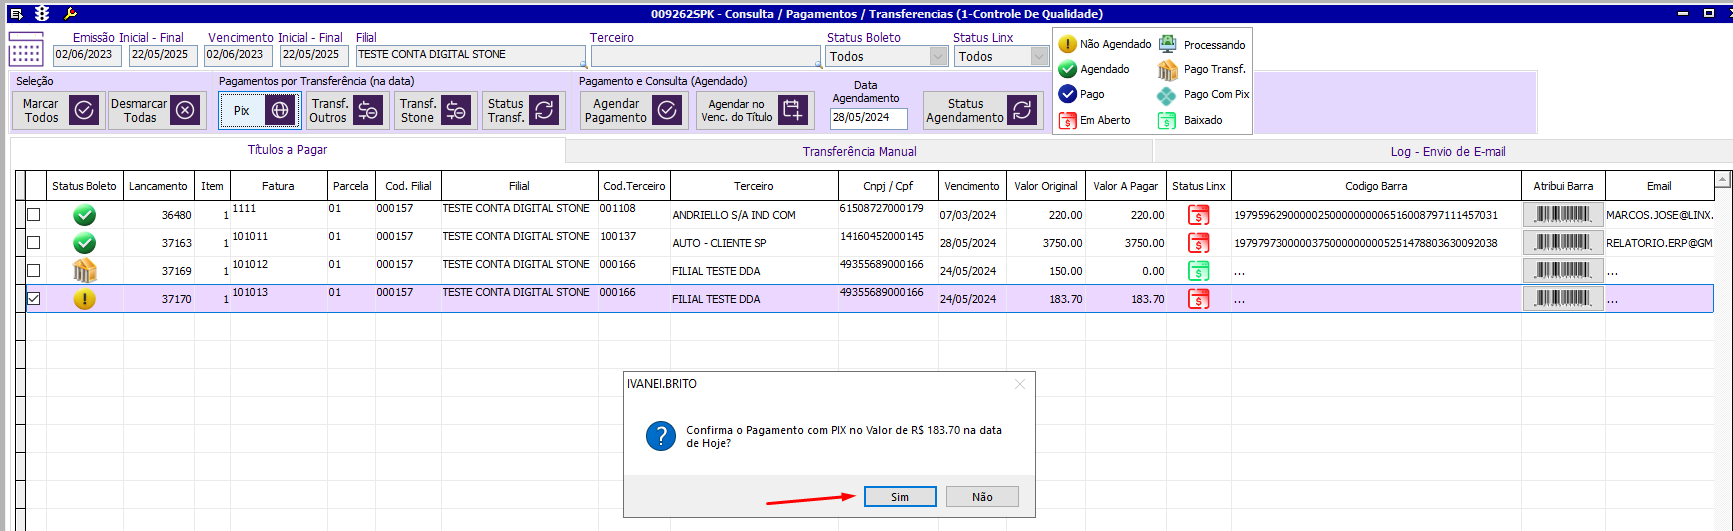 009262SPK - Consulta / Pagamentos / Transferencias (1-Controle De Qualidade)
Emissão Inicial - Final Vencimento Inicial - Final Filial Terceiro Status Boleto Status Linx
02/06/2023 22/05/2025 02/06/2023 22/05/2025 TESTE CONTA DIGITAL STONE Todos Todos
Não Agendado Processando
Agendado Pago Transf.
Pago Pago Com Pix
Em Aberto Baixado
Seleção Pagamentos por Transferência (na data) Pagamento e Consulta (Agendado)
Marcar Todos Desmarcar Todas Pix Transf. Outros Transf. Stone Status Transf. Agendar Pagamento Agendar no Venc. do Título Data Agendamento 28/05/2024 Status Agendamento
Títulos a Pagar Transferência Manual Log - Envio de E-mail
Status Boleto Lancamento Item Fatura Parcela Cod. Filial Filial Cod.Terceiro Terceiro Cnpj / Cpf Vencimento Valor Original Valor A Pagar Status Linx Codigo Barra Atribui Barra Email
36480 1 1111 01 000157 TESTE CONTA DIGITAL STONE 001108 ANDRIELLO S/A IND COM 61508727000179 07/03/2024 220.00 220.00 19795962900000250000000065160087971114570​31 MARCOS.JOSE@LINX.
37163 1 101011 01 000157 TESTE CONTA DIGITAL STONE 100137 AUTO - CLIENTE SP 14160452000145 28/05/2024 3750.00 3750.00 19797973000037500000000052514788036300920​38 RELATORIO.ERP@GM
37169 1 101012 01 000157 TESTE CONTA DIGITAL STONE 000166 FILIAL TESTE DDA 49355689000166 24/05/2024 150.00 0.00 ... ...
37170 1 101013 01 000157 TESTE CONTA DIGITAL STONE 000166 FILIAL TESTE DDA 49355689000166 24/05/2024 183.70 183.70 ... ...
IVANEI.BRITO
Confirma o Pagamento com PIX no Valor de R$ 183.70 na data
de Hoje?
Sim Não